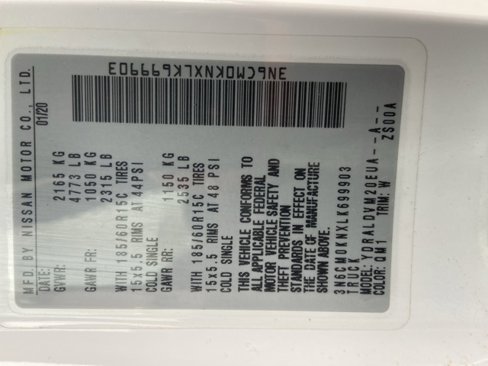 MFD. BY NISSAN MOTOR CO., LTD.
DATE: 01/20
GVWR: 2165 KG
4773 LB
GAWR FR: 1050 KG
2315 LB
WITH 185/60R15C TIRES
15x5.5 RIMS AT 44PSI
COLD SINGLE
GAWR RR: 1150 KG
2535 LB
WITH 185/60R15C TIRES
15x5.5 RIMS AT 48 PSI
COLD SINGLE
THIS VEHICLE CONFORMS TO
ALL APPLICABLE FEDERAL
MOTOR VEHICLE SAFETY AND
THEFT PREVENTION
STANDARDS IN EFFECT ON
THE DATE OF MANUFACTURE
SHOWN ABOVE.
3N6CM0KNXLK699903
TRUCK
MODEL: YDRALDYM20FUA--A--
COLOR: QM1 TRIM: W ZS00A
3N6CM0KNXLK699903